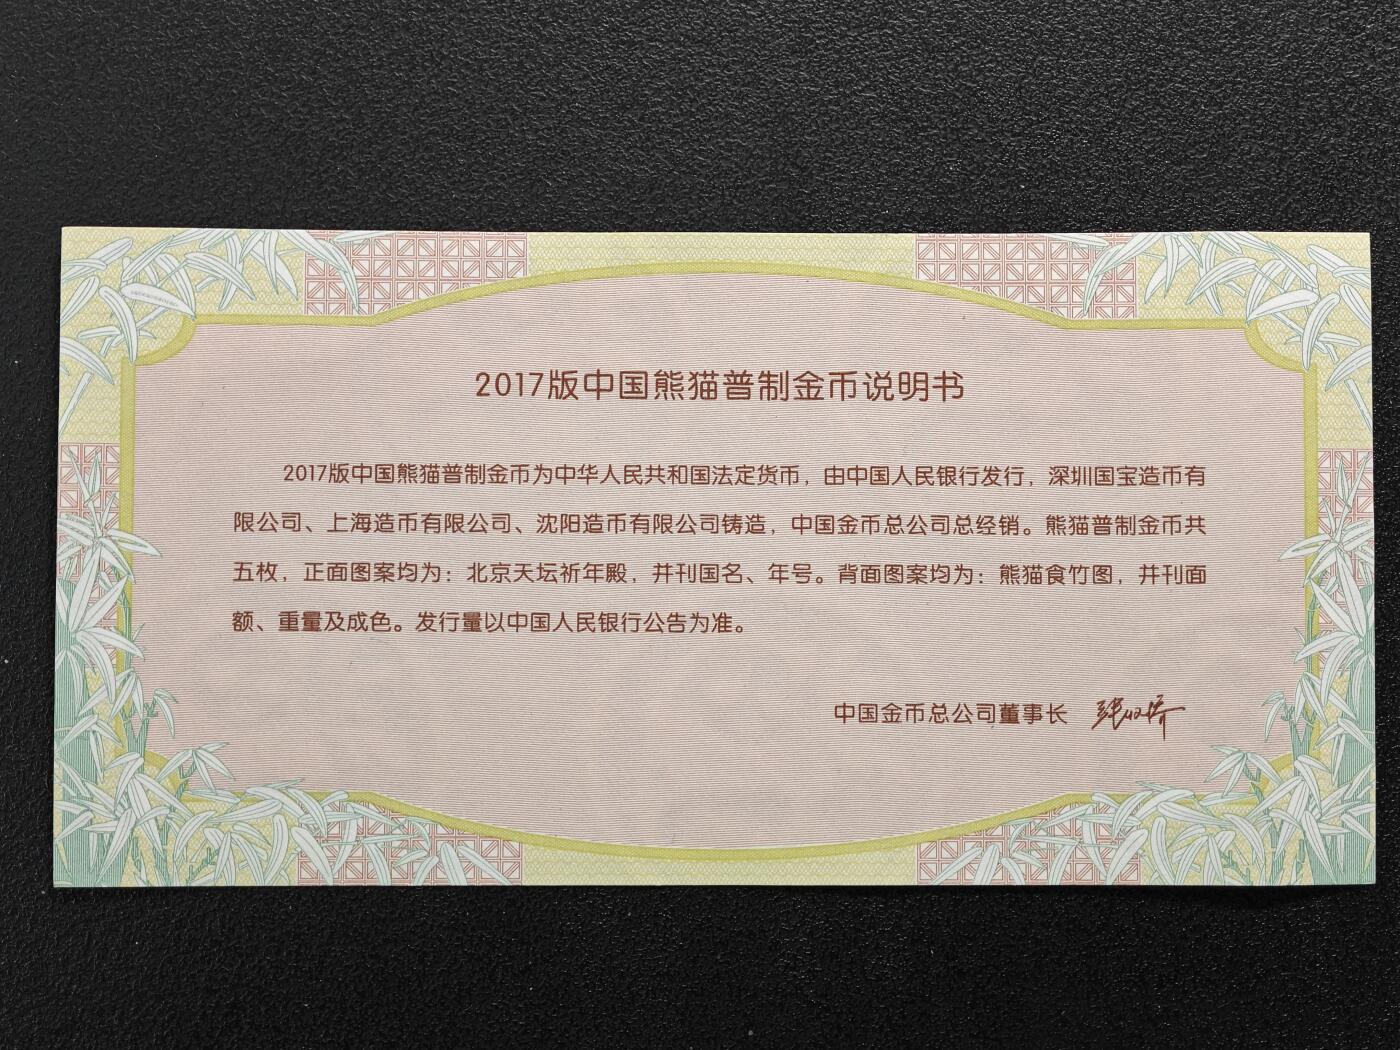 2017版中国熊猫普制金币说明书
2017版中国熊猫普制金币为中华人民共和国法定货币，由中国人民银行发行，深圳国宝造币有
限公司、上海造币有限公司、沈阳造币有限公司铸造，中国金币总公司总经销。熊猫普制金币共
五枚，正面图案均为：北京天坛祈年殿，并刊国名、年号。背面图案均为：熊猫食竹图，并刊面
额、重量及成色。发行量以中国人民银行公告为准。
中国金币总公司董事长